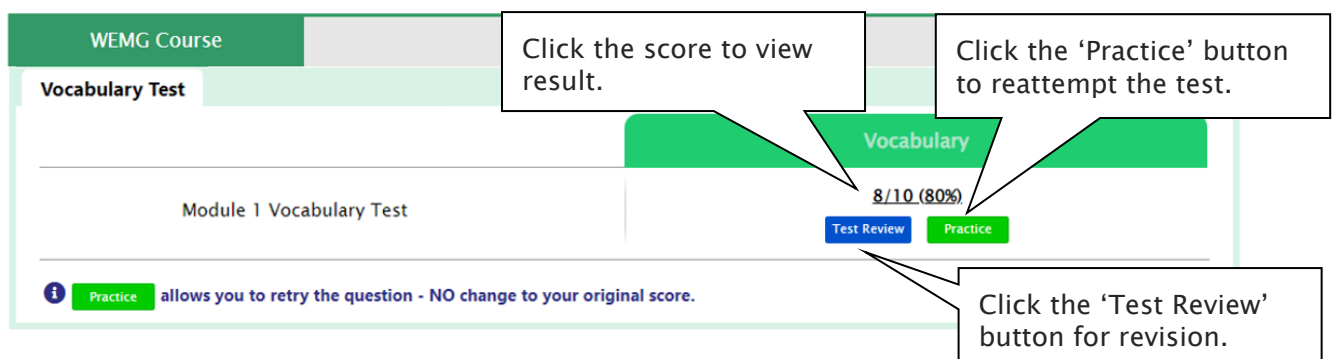 WEMG Course
Click the score to view
result.
Click the ‘Practice’ button
to reattempt the test.
Vocabulary Test
Vocabulary
Module 1 Vocabulary Test
8/10 (80%)
Test Review Practice
Practice allows you to retry the question - NO change to your original score.
Click the ‘Test Review’
button for revision.